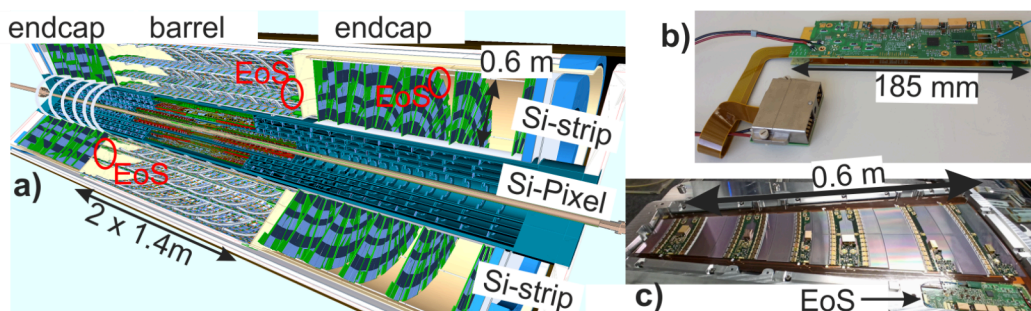 endcap barrel endcap
EoS
EoS
0.6 m
Si-strip
Si-Pixel
EoS
a)
2 x 1.4m
Si-strip
b)
185 mm
0.6 m
c)
EoS